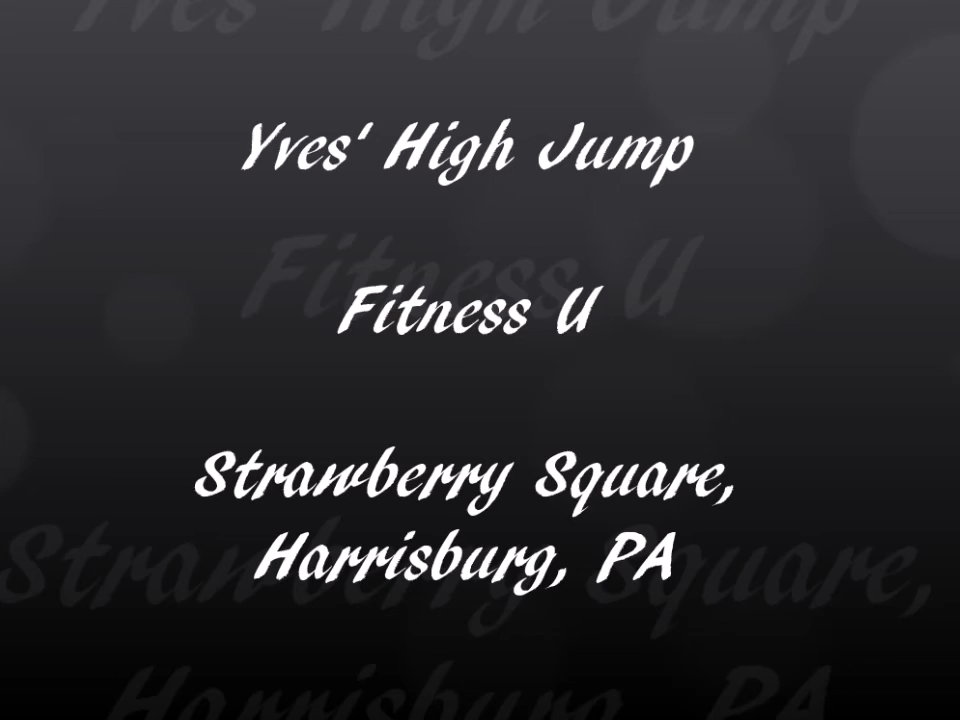 Yves' High Jump
Fitness U
Strawberry Square,
Harrisburg, PA